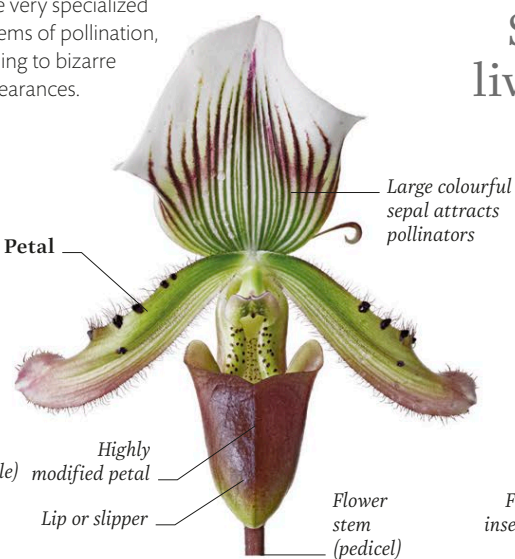 e very specialized
ems of pollination,
ing to bizarre
earances.
liv
Large colourful
sepal attracts
pollinators
Petal
Highly
modified petal
le)
Lip or slipper
Flower
stem
(pedicel)
F
inse